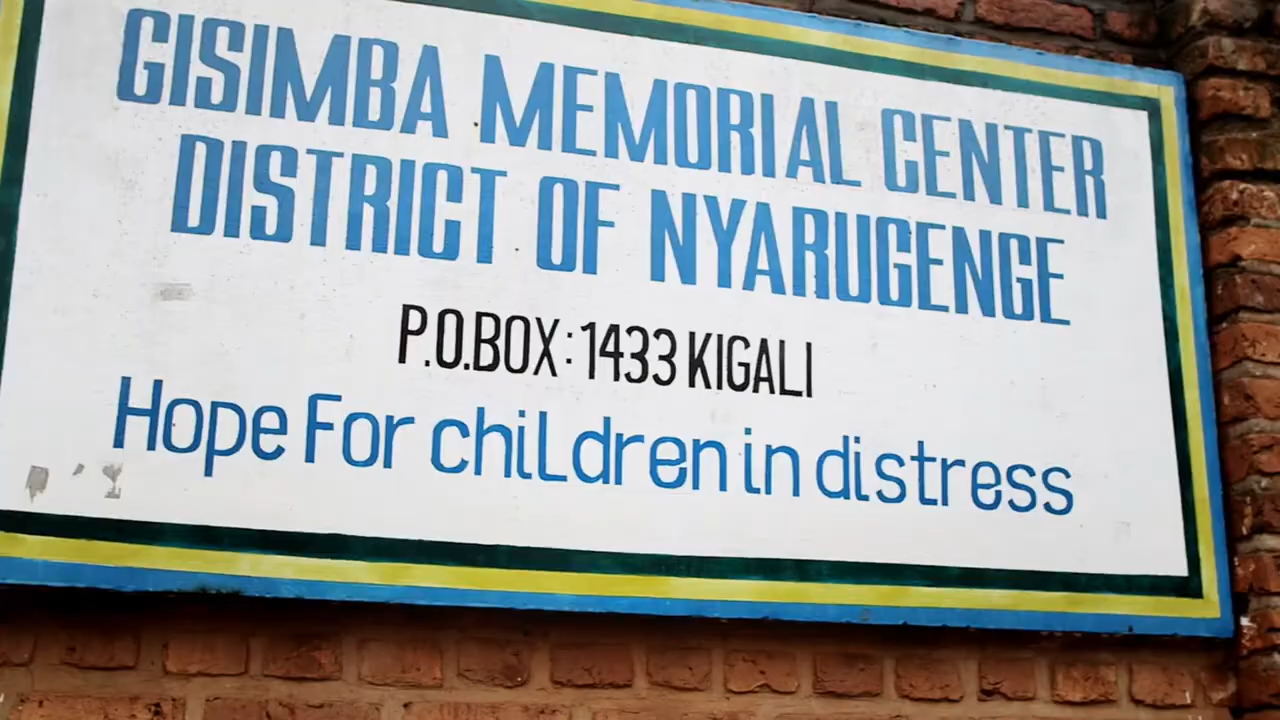 GISIMBA MEMORIAL CENTER
DISTRICT OF NYARUGENGE
P.O.BOX: 1433 KIGALI
Hope For chiLdren in distress